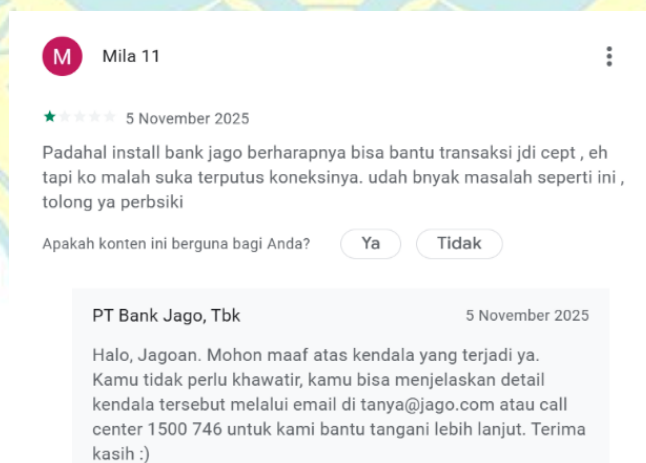 M
Mila 11
5 November 2025
Padahal install bank jago berharapnya bisa bantu transaksi jdi cept , eh
tapi ko malah suka terputus koneksinya. udah bnyak masalah seperti ini ,
tolong ya perbsiki
Apakah konten ini berguna bagi Anda?
Ya
Tidak
PT Bank Jago, Tbk
5 November 2025
Halo, Jagoan. Mohon maaf atas kendala yang terjadi ya.
Kamu tidak perlu khawatir, kamu bisa menjelaskan detail
kendala tersebut melalui email di tanya@jago.com atau call
center 1500 746 untuk kami bantu tangani lebih lanjut. Terima
kasih :)